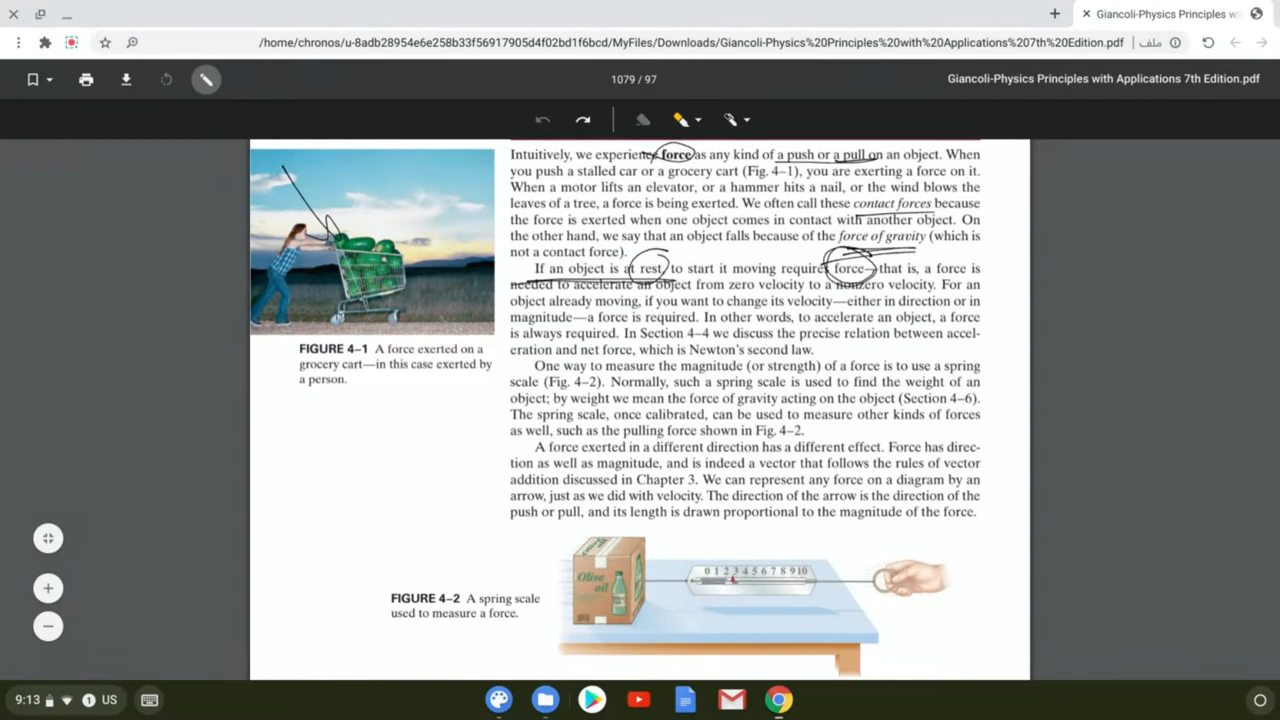 Giancoli-Physics Principles wi
/home/chronos/u-8adb28954e6e258b33f56917905d4f02bd1f6bcd/MyFiles/Downloads/Giancoli-Physics%20Principles%20with%20Applications%207th%20Edition.pdf
ملف
1079 / 97
Giancoli-Physics Principles with Applications 7th Edition.pdf
Intuitively, we experience force as any kind of a push or a pull on an object. When
you push a stalled car or a grocery cart (Fig. 4–1), you are exerting a force on it.
When a motor lifts an elevator, or a hammer hits a nail, or the wind blows the
leaves of a tree, a force is being exerted. We often call these contact forces because
the force is exerted when one object comes in contact with another object. On
the other hand, we say that an object falls because of the force of gravity (which is
not a contact force).
If an object is at rest, to start it moving requires force—that is, a force is
needed to accelerate an object from zero velocity to a nonzero velocity. For an
object already moving, if you want to change its velocity—either in direction or in
magnitude—a force is required. In other words, to accelerate an object, a force
is always required. In Section 4–4 we discuss the precise relation between accel-
eration and net force, which is Newton's second law.
One way to measure the magnitude (or strength) of a force is to use a spring
scale (Fig. 4–2). Normally, such a spring scale is used to find the weight of an
object; by weight we mean the force of gravity acting on the object (Section 4–6).
The spring scale, once calibrated, can be used to measure other kinds of forces
as well, such as the pulling force shown in Fig. 4–2.
A force exerted in a different direction has a different effect. Force has direc-
tion as well as magnitude, and is indeed a vector that follows the rules of vector
addition discussed in Chapter 3. We can represent any force on a diagram by an
arrow, just as we did with velocity. The direction of the arrow is the direction of the
push or pull, and its length is drawn proportional to the magnitude of the force.
FIGURE 4–1 A force exerted on a
grocery cart—in this case exerted by
a person.
Olive
oil
0 1 2 3 4 5 6 7 8 9 10
FIGURE 4–2 A spring scale
used to measure a force.
9:13
1
US